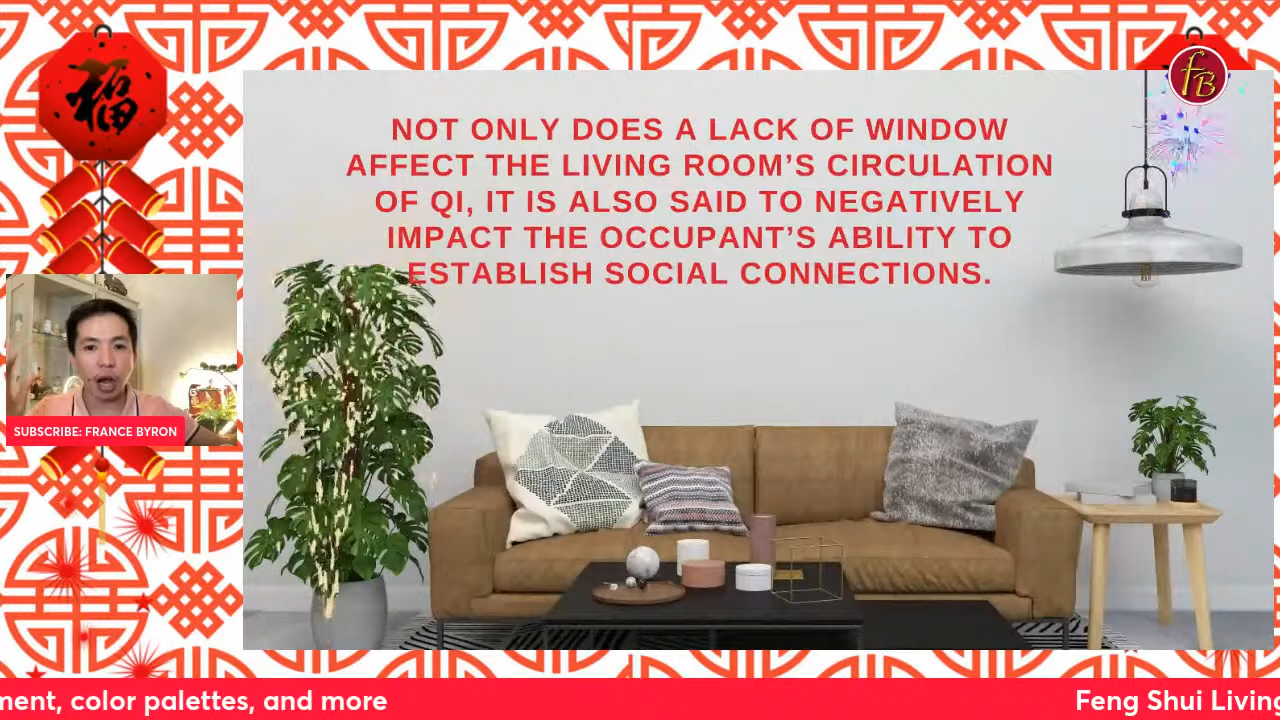 福
fB
NOT ONLY DOES A LACK OF WINDOW
AFFECT THE LIVING ROOM’S CIRCULATION
OF QI, IT IS ALSO SAID TO NEGATIVELY
IMPACT THE OCCUPANT’S ABILITY TO
ESTABLISH SOCIAL CONNECTIONS.
SUBSCRIBE: FRANCE BYRON
ment, color palettes, and more
Feng Shui Living